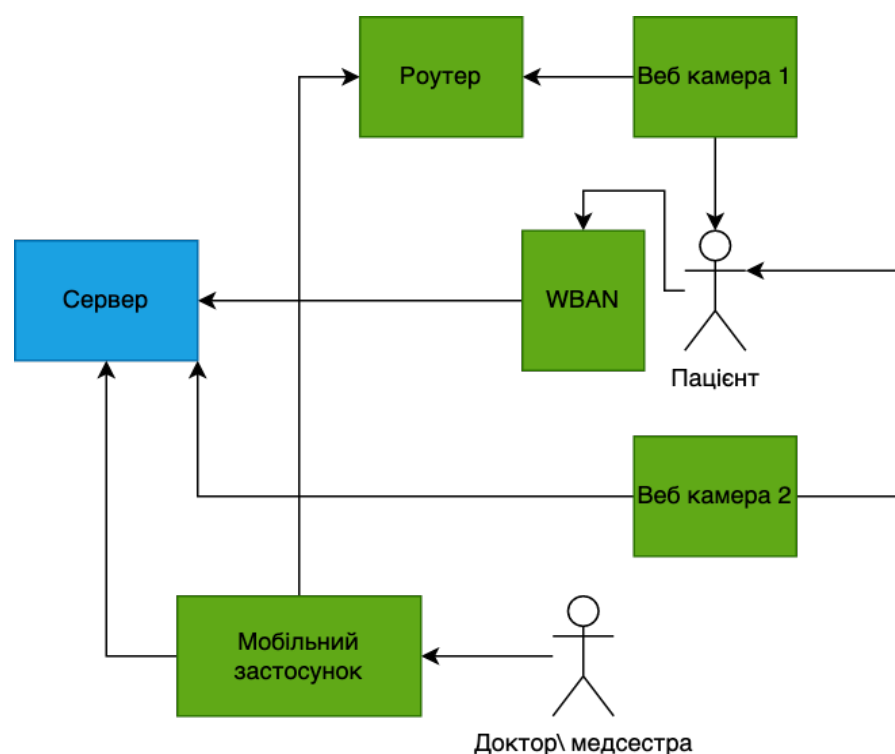 Роутер
Веб камера 1
Сервер
WBAN
Пацієнт
Веб камера 2
Мобільний
застосунок
Доктор\ медсестра